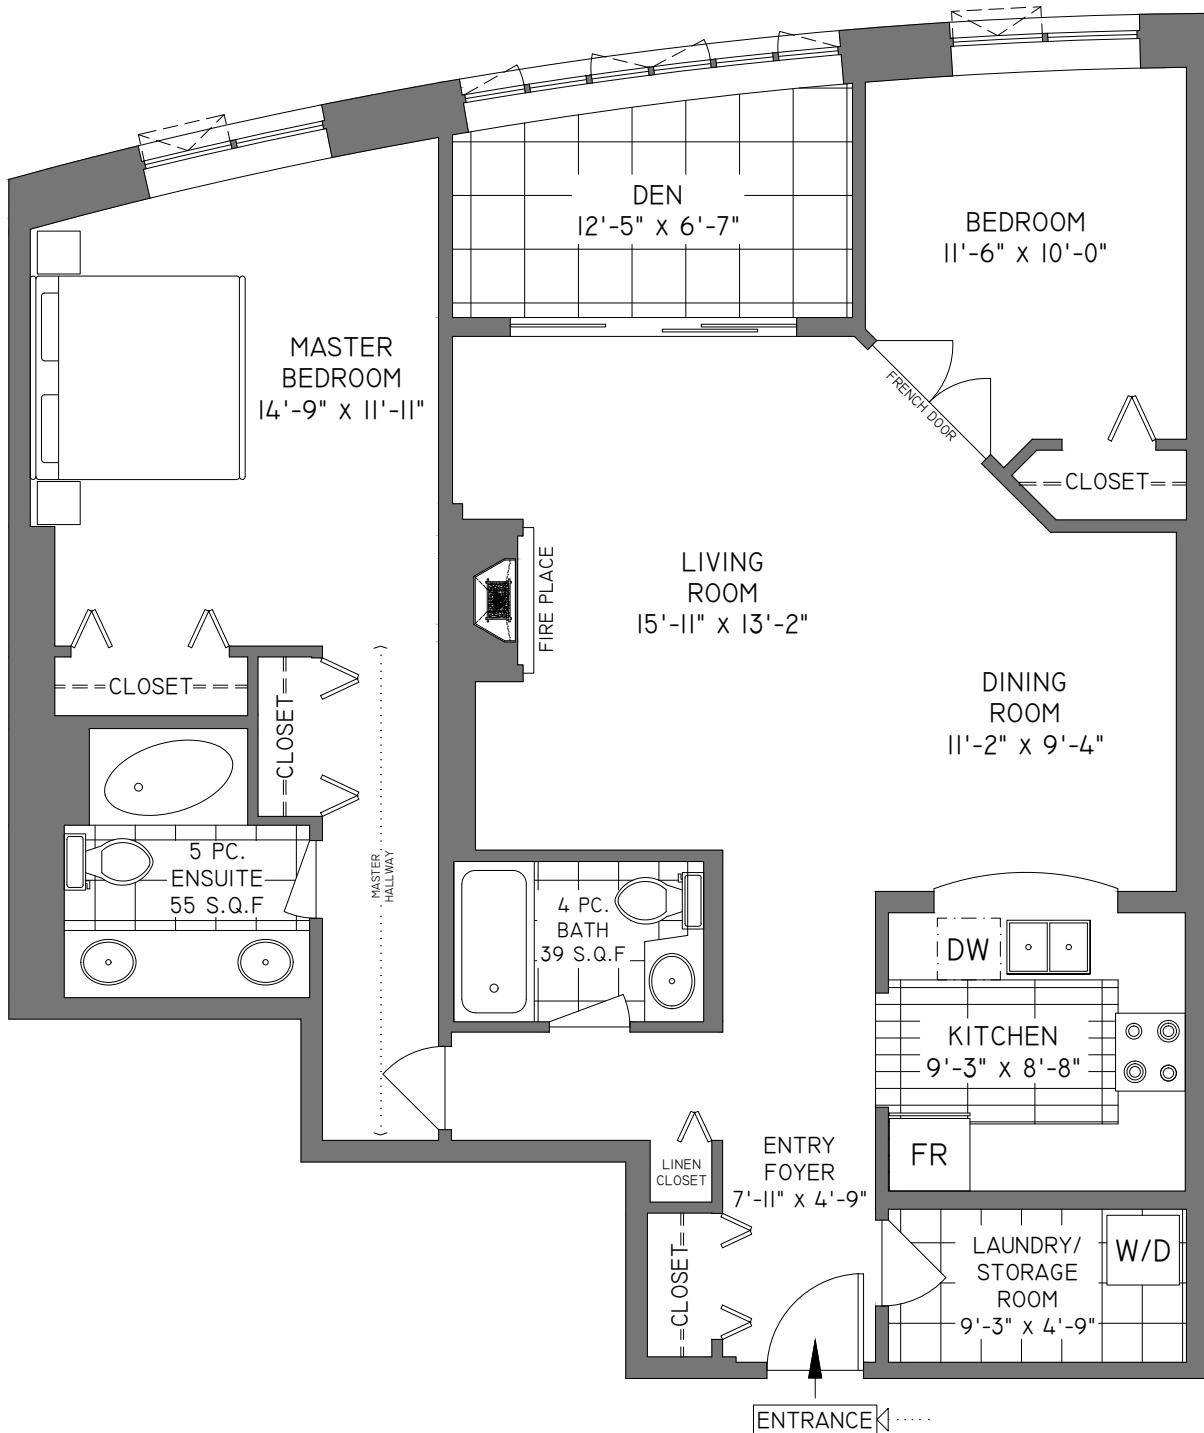 DEN
12'-5" X 6'-7"
BEDROOM
11'-6" X 10'-0"
MASTER
BEDROOM
14'-9" X 11'-11"
FRENCH DOOR
CLOSET
LIVING
ROOM
15'-11" X 13'-2"
FIRE PLACE
CLOSET
CLOSET
DINING
ROOM
11'-2" X 9'-4"
5 PC.
ENSUITE
55 S.Q.F
MASTER
HALLWAY
4 PC.
BATH
39 S.Q.F
DW
KITCHEN
9'-3" X 8'-8"
FR
ENTRY
FOYER
7'-11" X 4'-9"
LINEN
CLOSET
CLOSET
LAUNDRY/
STORAGE
ROOM
9'-3" X 4'-9"
W/D
ENTRANCE